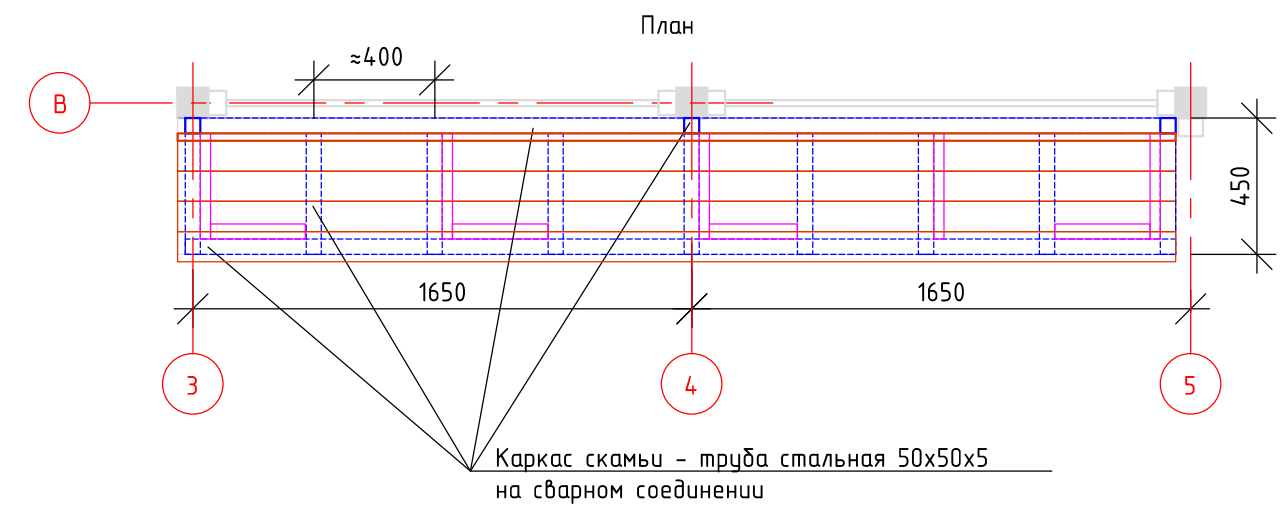 План
≈400
В
450
1650
1650
3
4
5
Каркас скамьи - труба стальная 50х50х5
на сварном соединении